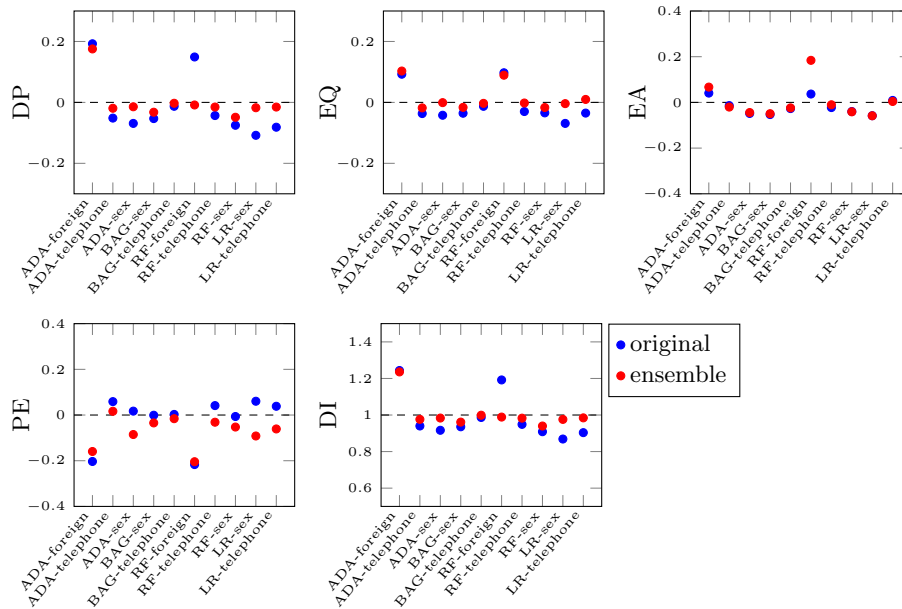 DP
0.2
0
−0.2
ADA-foreign
ADA-telephone
ADA-sex
BAG-sex
BAG-telephone
RF-foreign
RF-telephone
RF-sex
LR-sex
LR-telephone
EQ
0.2
0
−0.2
ADA-foreign
ADA-telephone
ADA-sex
BAG-sex
BAG-telephone
RF-foreign
RF-telephone
RF-sex
LR-sex
LR-telephone
EA
0.4
0.2
0
−0.2
−0.4
ADA-foreign
ADA-telephone
ADA-sex
BAG-sex
BAG-telephone
RF-foreign
RF-telephone
RF-sex
LR-sex
LR-telephone
PE
0.4
0.2
0
−0.2
−0.4
ADA-foreign
ADA-telephone
ADA-sex
BAG-sex
BAG-telephone
RF-foreign
RF-telephone
RF-sex
LR-sex
LR-telephone
DI
1.4
1.2
1
0.8
0.6
ADA-foreign
ADA-telephone
ADA-sex
BAG-sex
BAG-telephone
RF-foreign
RF-telephone
RF-sex
LR-sex
LR-telephone
original
ensemble